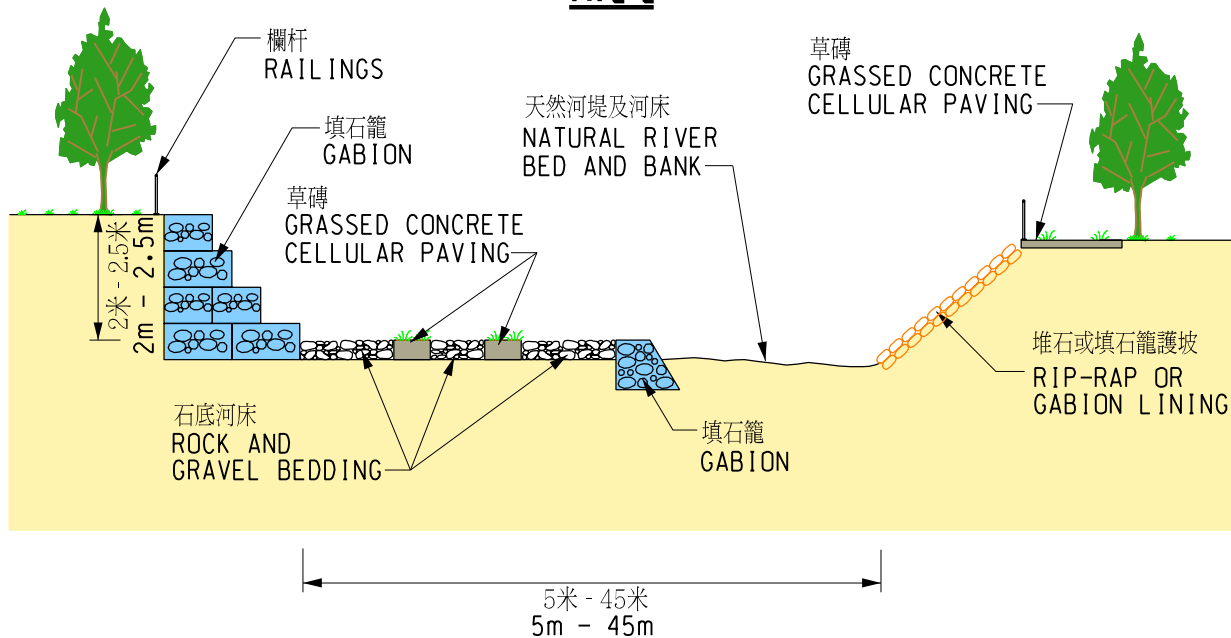 欄杆
RAILINGS
填石籠
GABION
草磚
GRASSED CONCRETE
CELLULAR PAVING
天然河堤及河床
NATURAL RIVER
BED AND BANK
草磚
GRASSED CONCRETE
CELLULAR PAVING
2米 - 2.5米
2m - 2.5m
石底河床
ROCK AND
GRAVEL BEDDING
填石籠
GABION
堆石或填石籠護坡
RIP-RAP OR
GABION LINING
5米 - 45米
5m - 45m